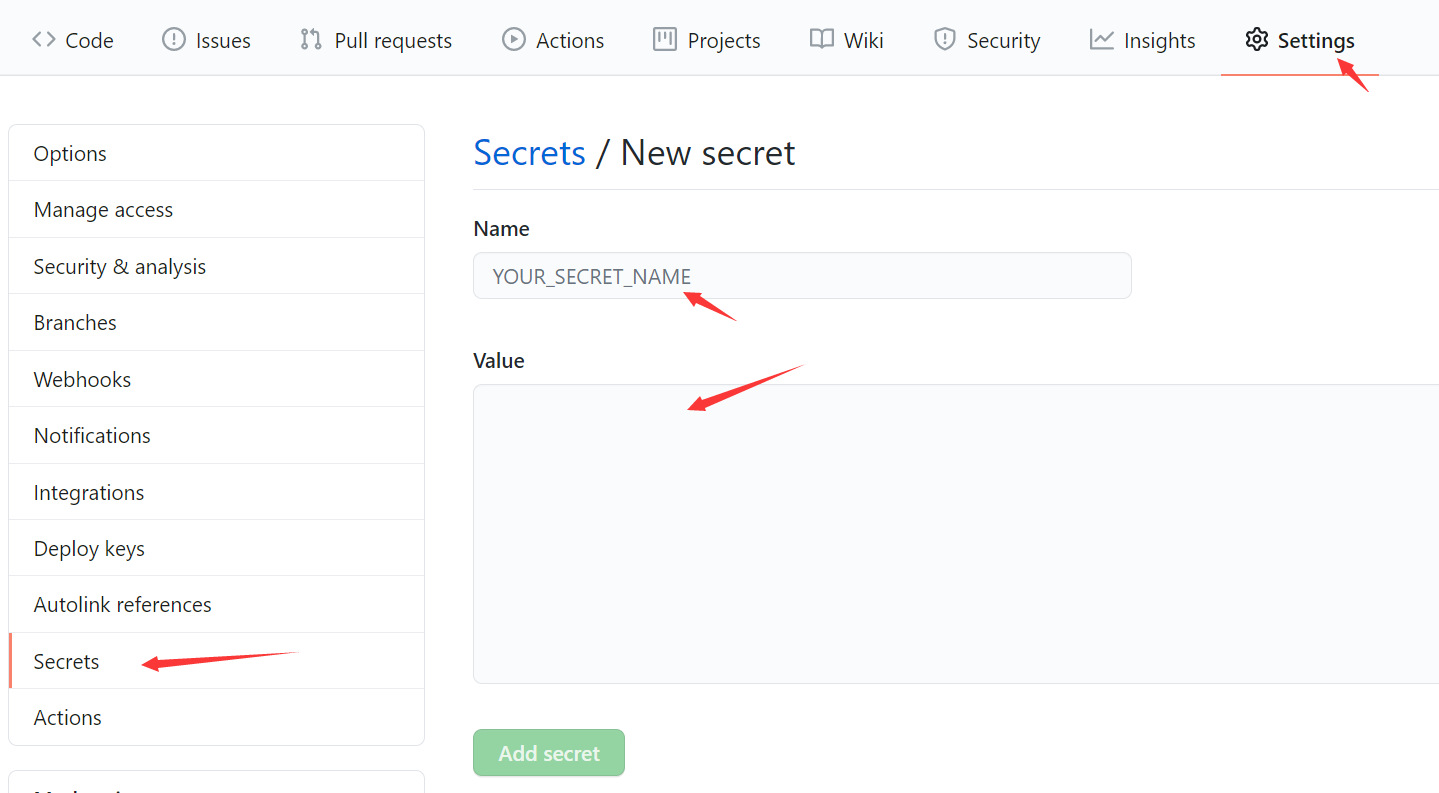 Code Issues Pull requests Actions Projects Wiki Security Insights Settings
Options
Manage access
Security & analysis
Branches
Webhooks
Notifications
Integrations
Deploy keys
Autolink references
Secrets
Actions
Secrets / New secret
Name
YOUR_SECRET_NAME
Value
Add secret